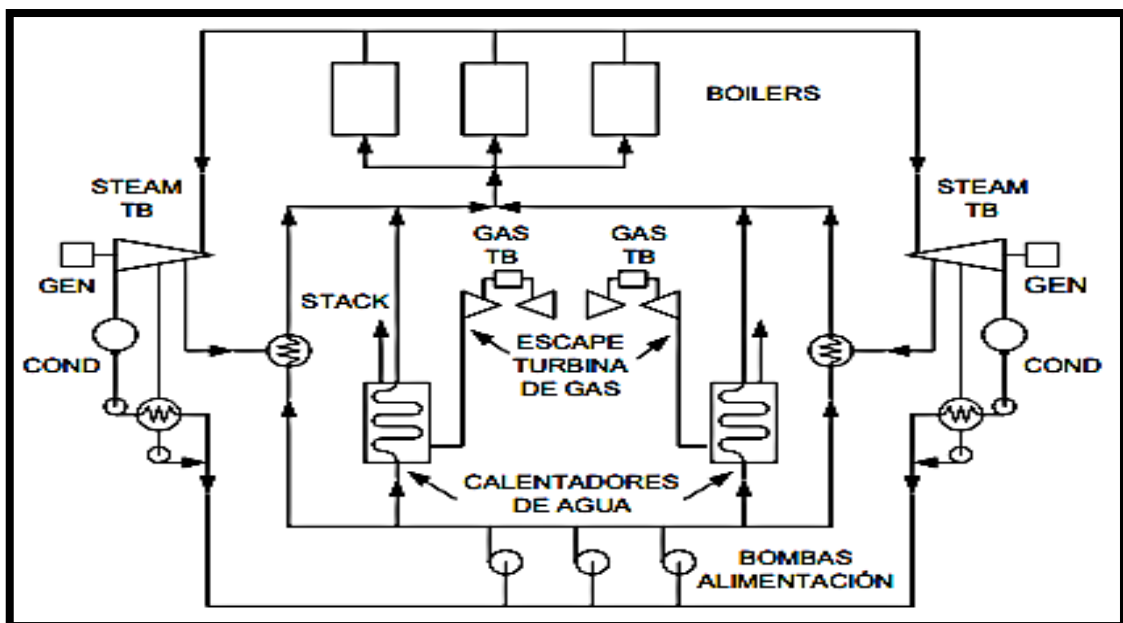 BOILERS
STEAM
TB
STEAM
TB
GAS
TB
GAS
TB
GEN
GEN
STACK
ESCAPE
TURBINA
DE GAS
COND
COND
CALENTADORES
DE AGUA
BOMBAS
ALIMENTACIÓN